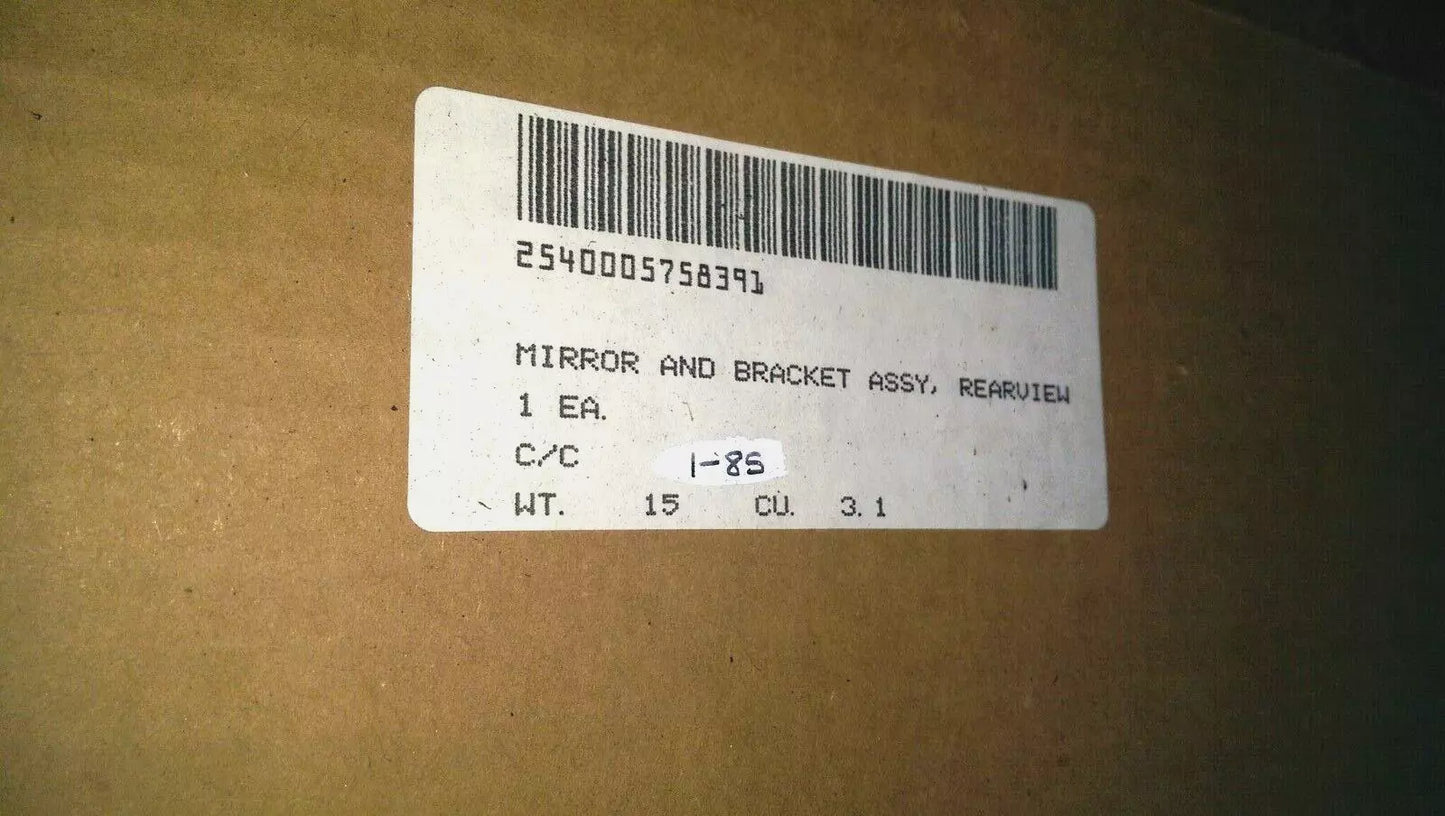 2540005758391
MIRROR AND BRACKET ASSY, REARVIEW
1 EA.
C/C 1-85
WT. 15 CU. 3.1